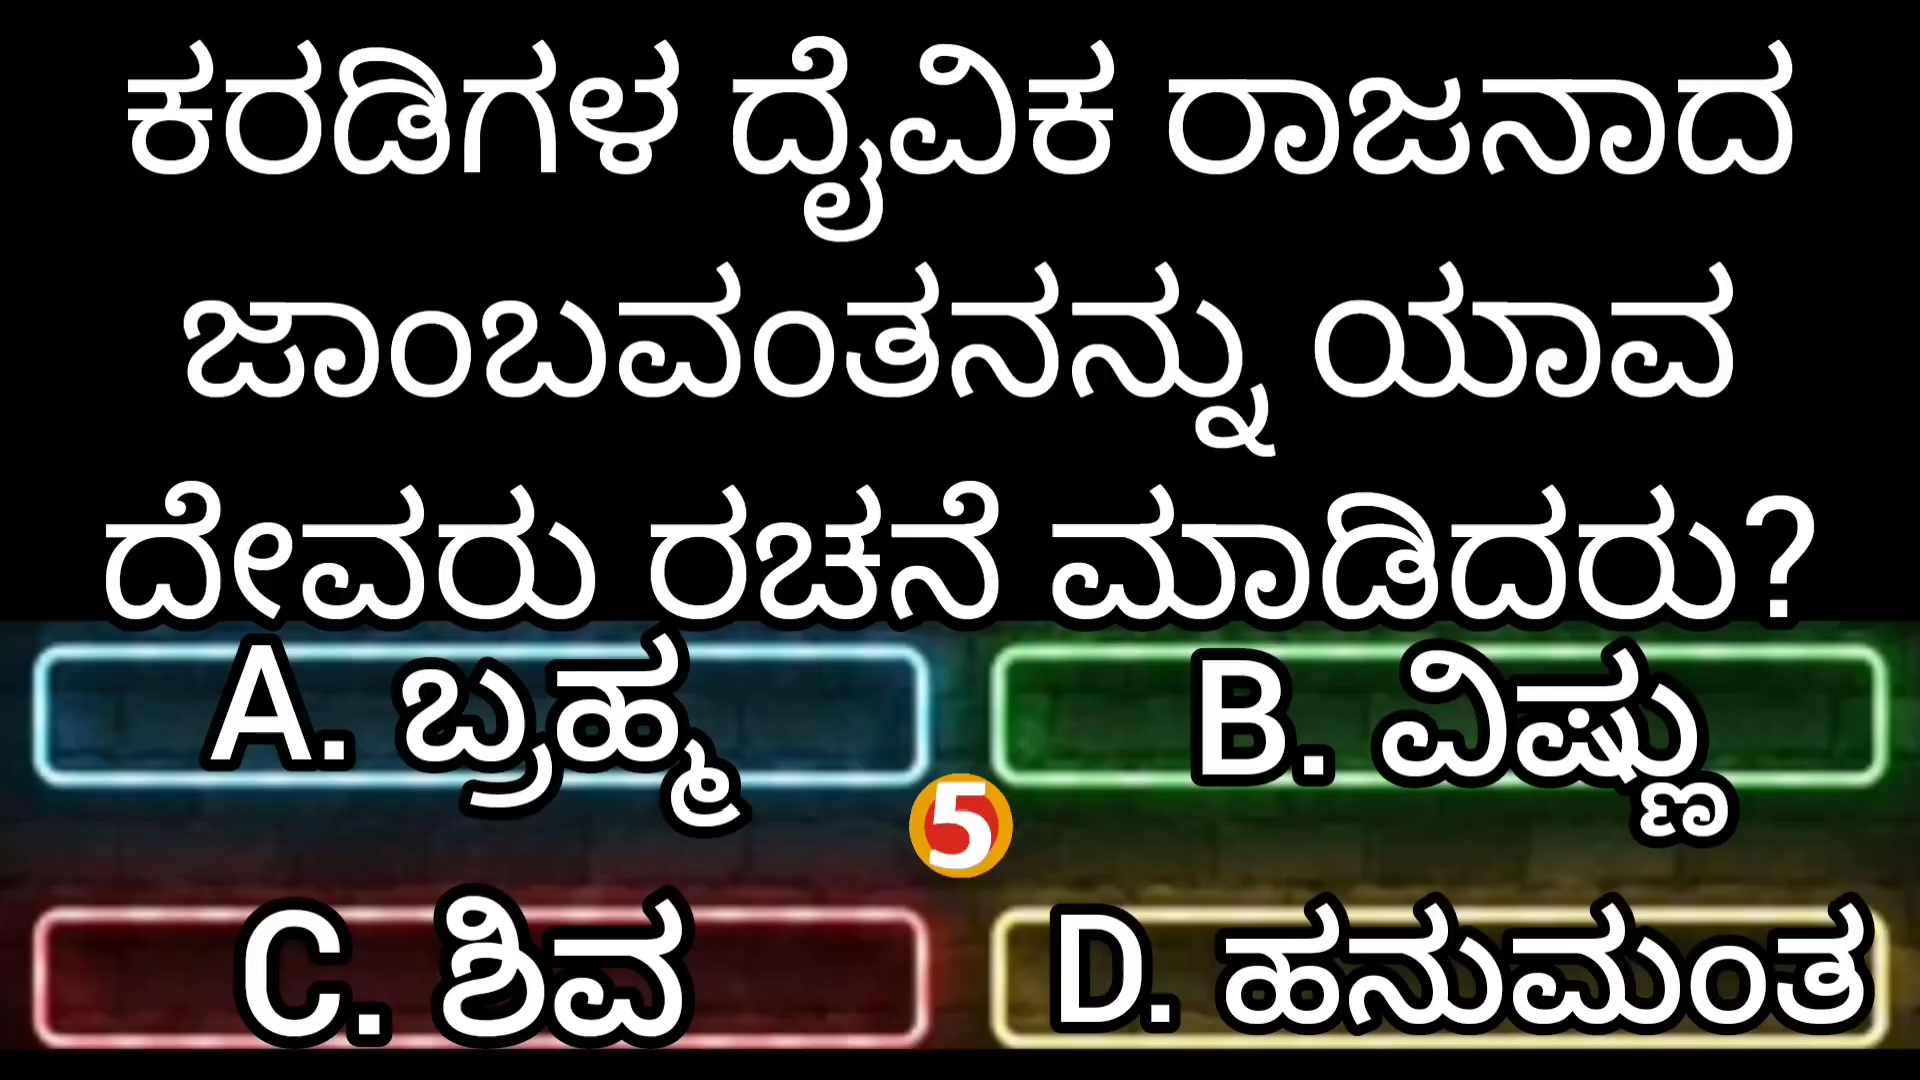 ಕರಡಿಗಳ ದೈವಿಕ ರಾಜನಾದ
ಜಾಂಬವಂತನನ್ನು ಯಾವ
ದೇವರು ರಚನೆ ಮಾಡಿದರು?
A. ಬ್ರಹ್ಮ
B. ವಿಷ್ಣು
5
C. ಶಿವ
D. ಹನುಮಂತ